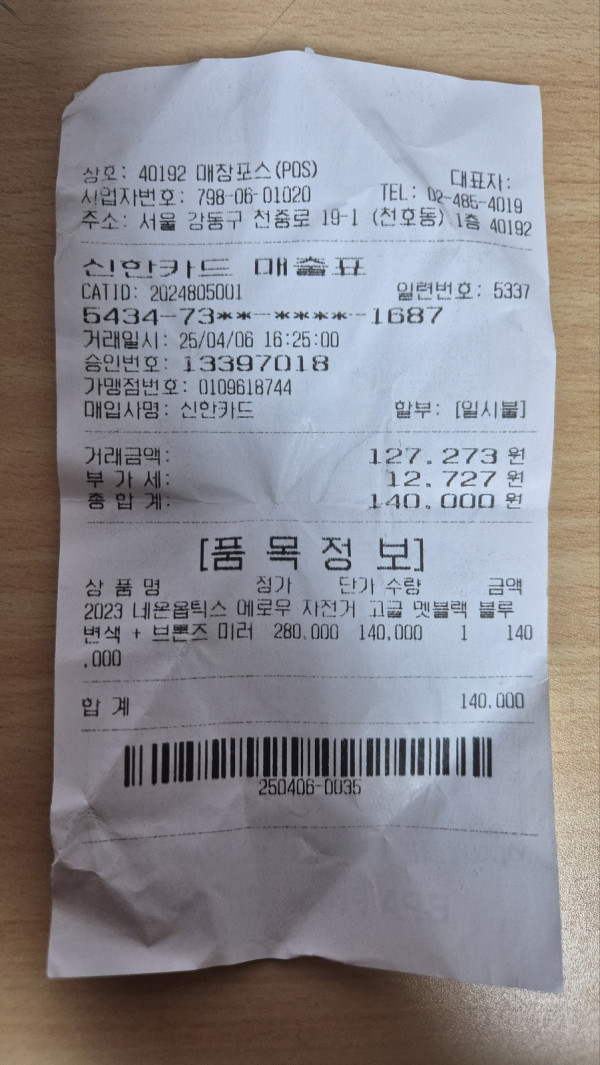 상호: 40192 매장포스(POS) 대표자:
사업자번호: 798-06-01020 TEL: 02-485-4019
주소: 서울 강동구 천중로 19-1 (천호동) 1층 40192
신한카드 매출표
CATID: 2024805001 일련번호: 5337
5434-73**-****-1687
거래일시: 25/04/06 16:25:00
승인번호: 13397018
가맹점번호: 0109618744
매입사명: 신한카드 할부: [일시불]
거래금액: 127,273 원
부 가 세: 12,727 원
총 합 계: 140,000 원
[품 목 정 보]
상 품 명 정가 단가 수량 금액
2023 네온옵틱스 에로우 자전거 고글 멧블랙 블루
변색 + 브론즈 미러 280,000 140,000 1 140
,000
합 계 140,000
250406-0035